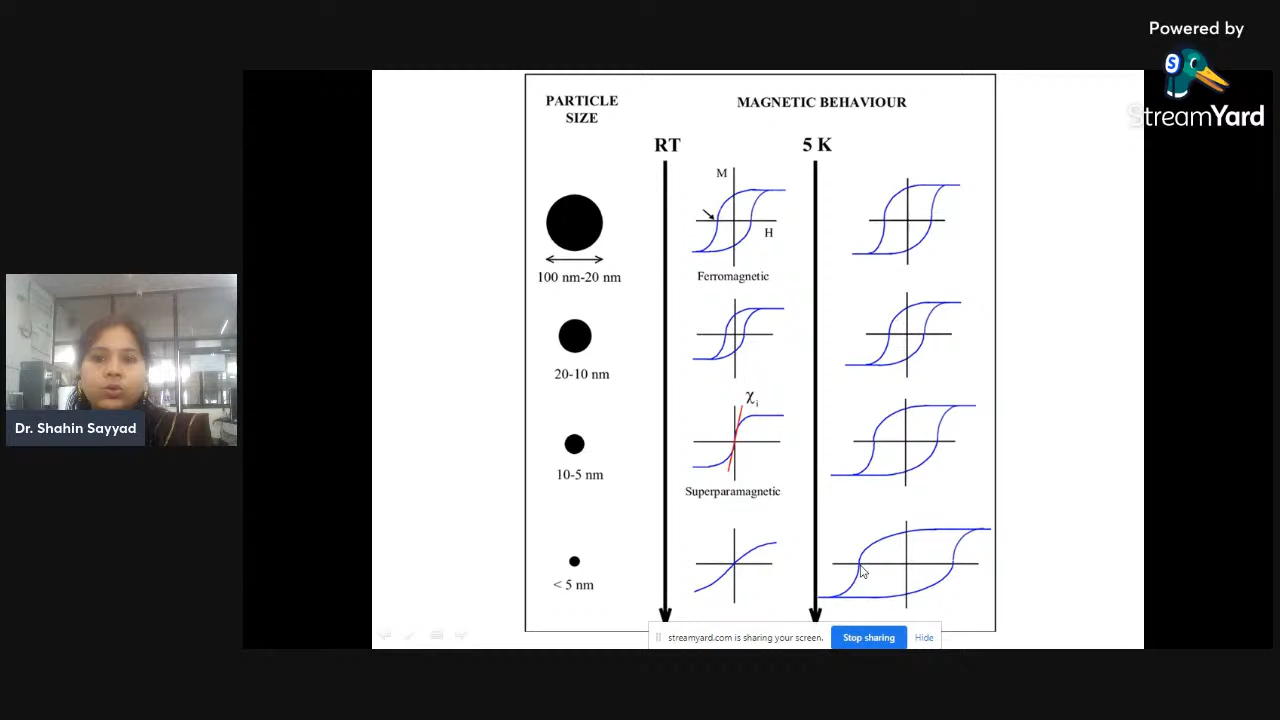 Powered by
StreamYard
PARTICLE
SIZE
MAGNETIC BEHAVIOUR
RT
5 K
M
H
100 nm-20 nm
Ferromagnetic
20-10 nm
χi
10-5 nm
Superparamagnetic
< 5 nm
Dr. Shahin Sayyad
streamyard.com is sharing your screen.
Stop sharing
Hide